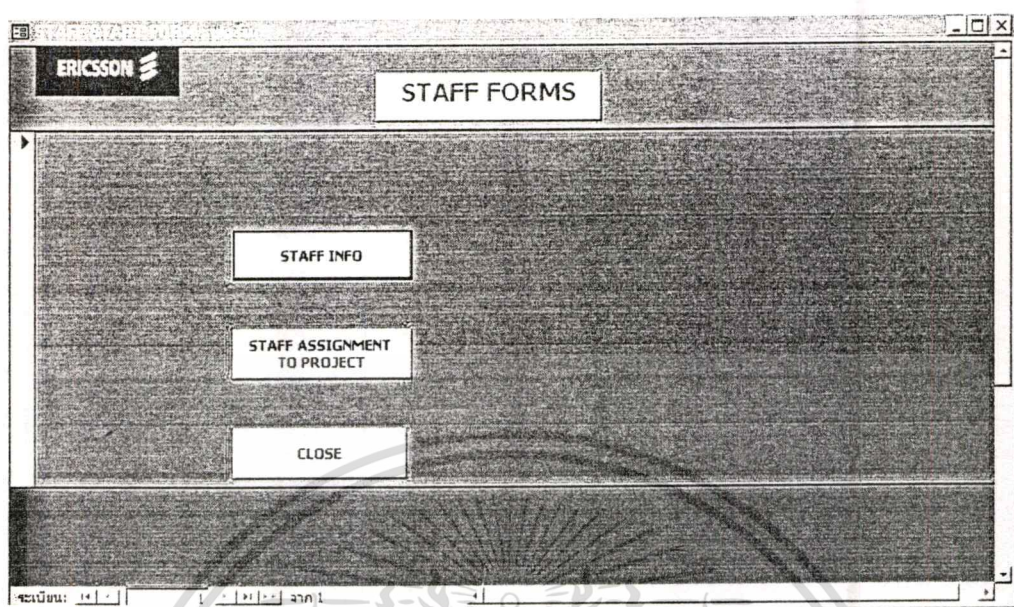 ERICSSON
STAFF FORMS
STAFF INFO
STAFF ASSIGNMENT
TO PROJECT
CLOSE
ระเบียน: 1 จาก 1